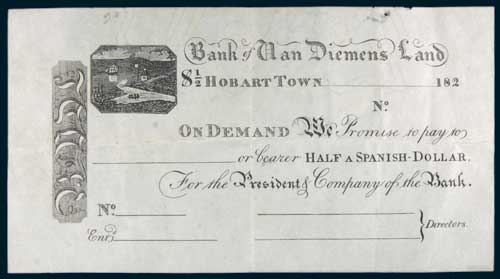 Bank of Van Diemens Land
$½ HOBART TOWN 182
No.
ON DEMAND We Promise to pay to
or bearer HALF A SPANISH-DOLLAR.
For the President & Company of the Bank.
No.
Entd.
Directors.